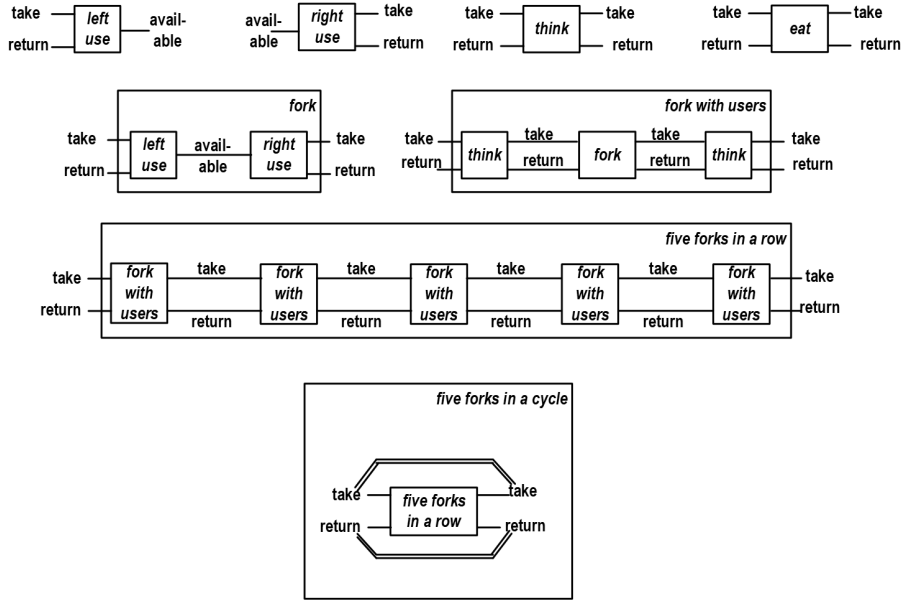 take left avail- avail- right take take think take take eat take
return use able able use return return return return return
fork fork with users
take left avail- right take take think take fork take think take
return use able use return return return return return
five forks in a row
take fork take fork take fork take fork take fork take
with with with with with
return users return users return users return users return users return
five forks in a cycle
take five forks take
return in a row return